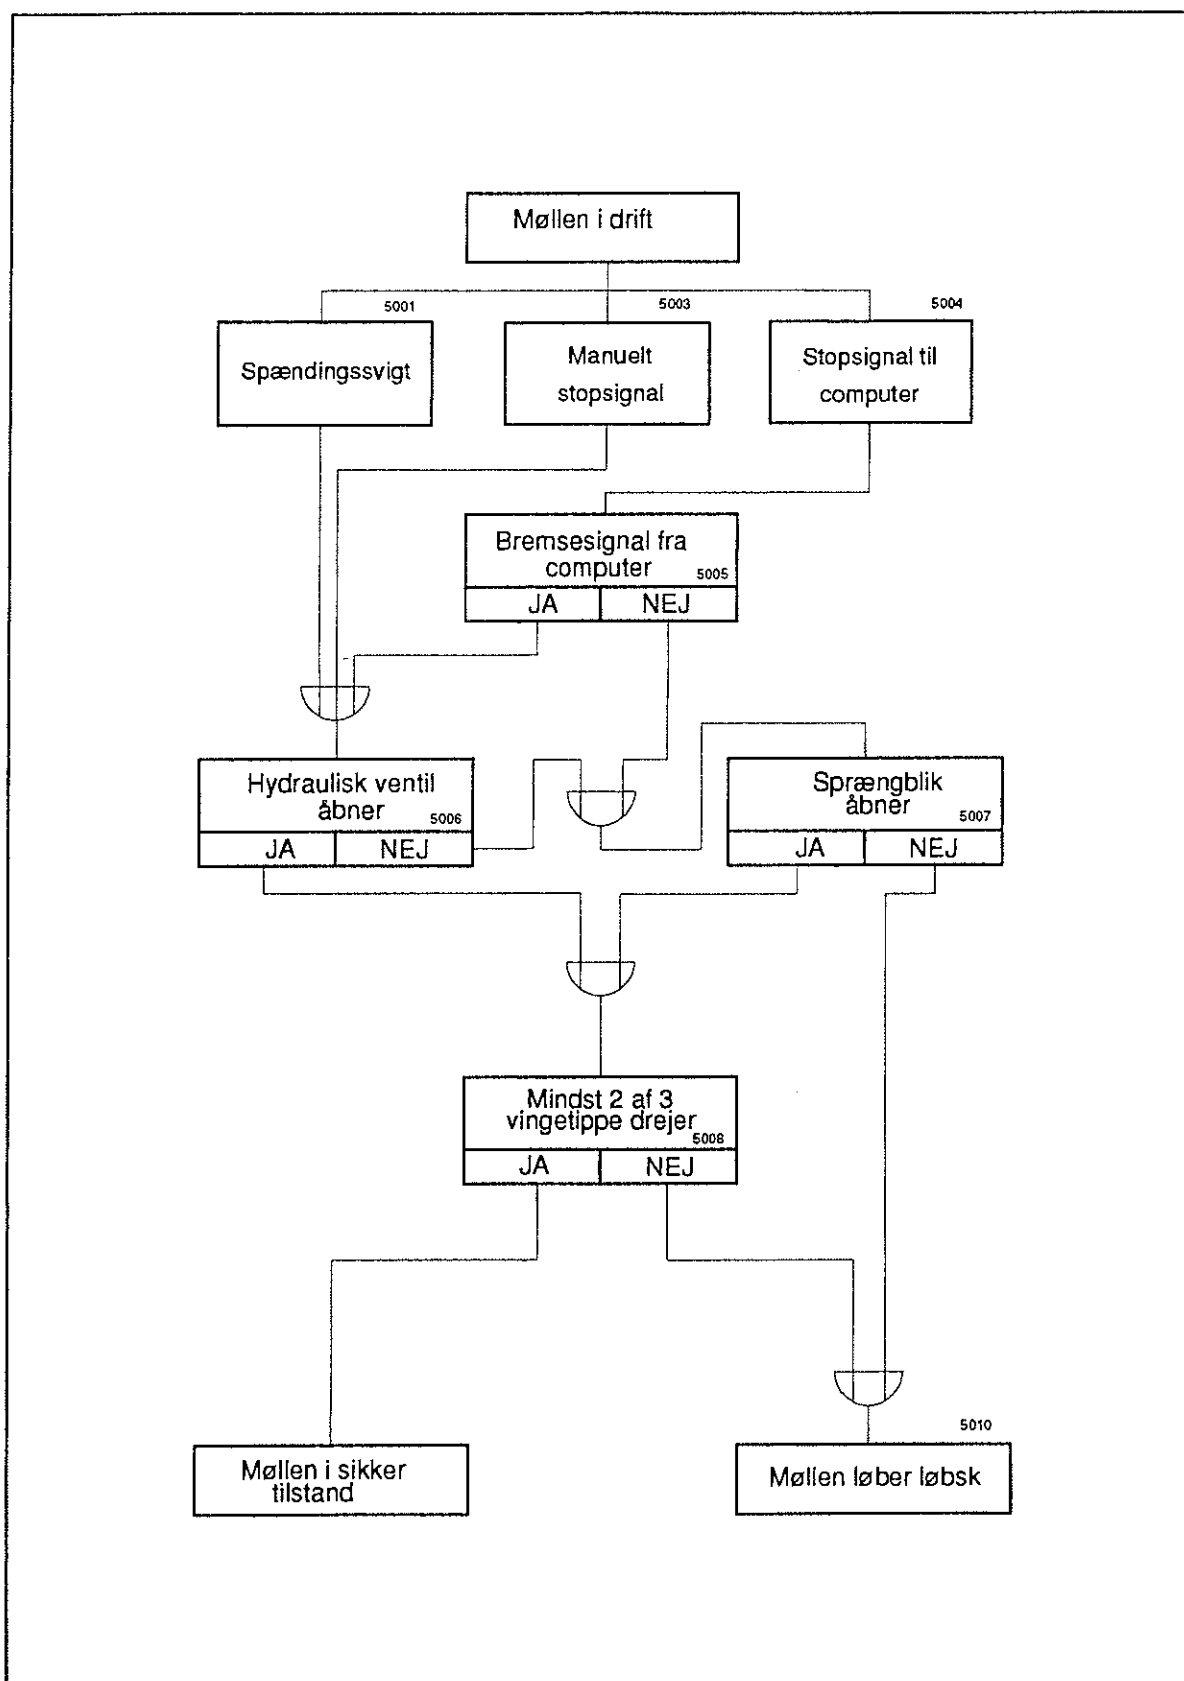 Møllen i drift
5001
5003
5004
Spændingssvigt
Manuelt
stopsignal
Stopsignal til
computer
Bremsesignal fra
computer
5005
JA
NEJ
Hydraulisk ventil
åbner
5006
JA
NEJ
Sprængblik
åbner
5007
JA
NEJ
Mindst 2 af 3
vingetippe drejer
5008
JA
NEJ
5010
Møllen i sikker
tilstand
Møllen løber løbsk